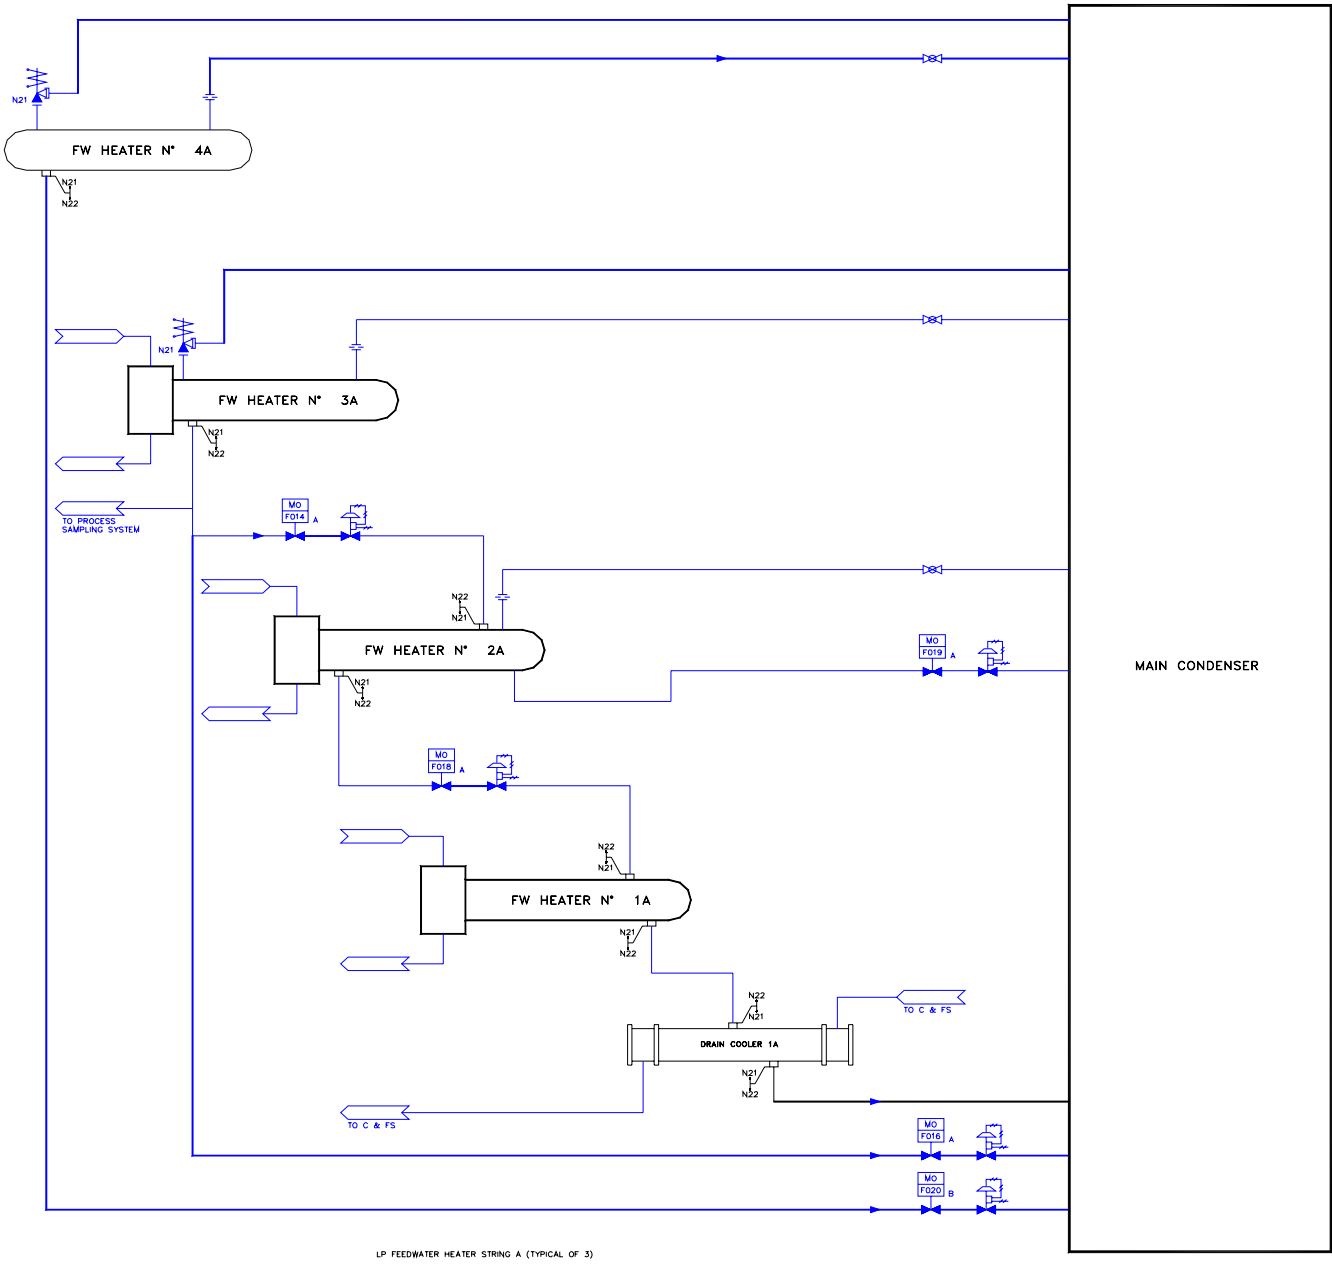 N21
FW HEATER N° 4A
N21
N22
N21
FW HEATER N° 3A
N21
N22
TO PROCESS
SAMPLING SYSTEM
MO
F014
A
N22
N21
FW HEATER N° 2A
N21
N22
MO
F019
A
MAIN CONDENSER
MO
F018
A
N22
N21
FW HEATER N° 1A
N21
N22
TO C & FS
N22
N21
DRAIN COOLER 1A
N21
N22
TO C & FS
MO
F016
A
MO
F020
B
LP FEEDWATER HEATER STRING A (TYPICAL OF 3)